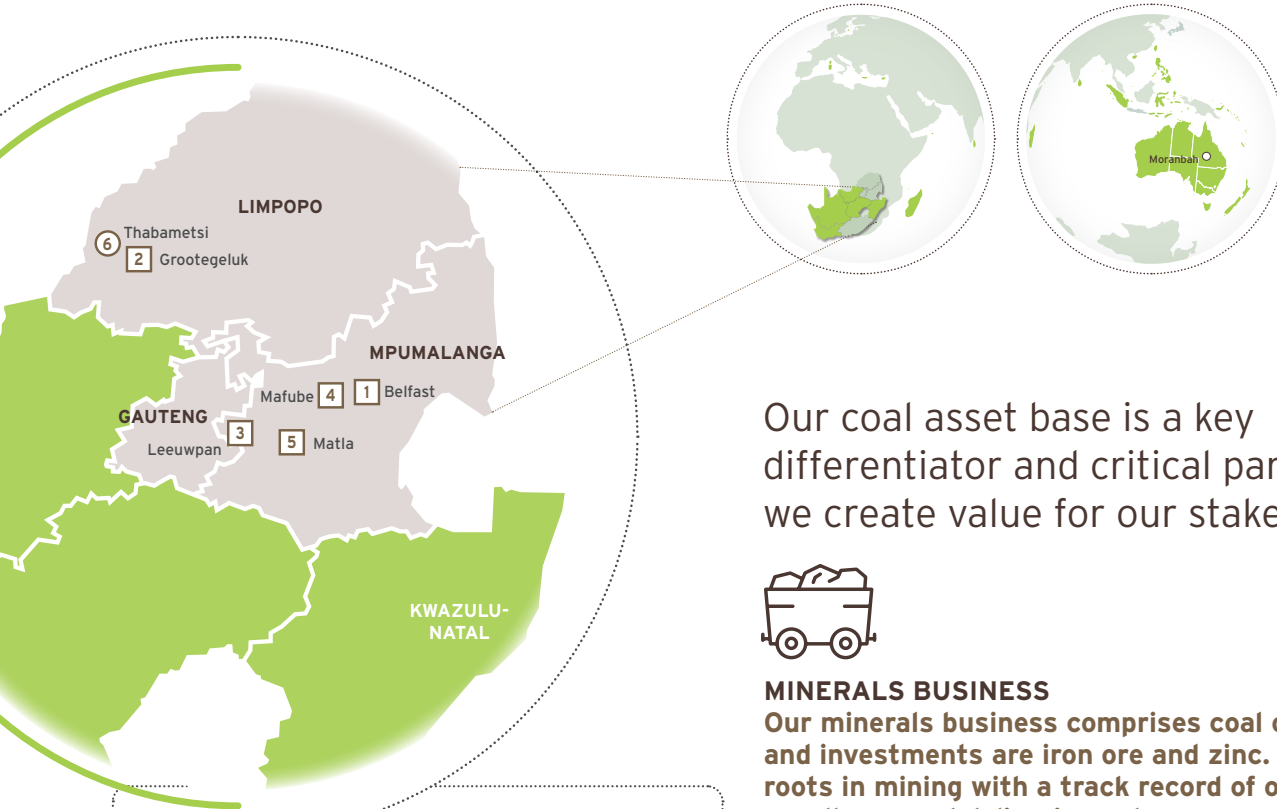 LIMPOPO
6
Thabametsi
2
Grootegeluk
MPUMALANGA
Mafube 4
1 Belfast
GAUTENG
3
Leeuwpan
5 Matla
KWAZULU-
NATAL
Moranbah
Our coal asset base is a key
differentiator and critical par
we create value for our stake
MINERALS BUSINESS
Our minerals business comprises coal o
and investments are iron ore and zinc.
roots in mining with a track record of o